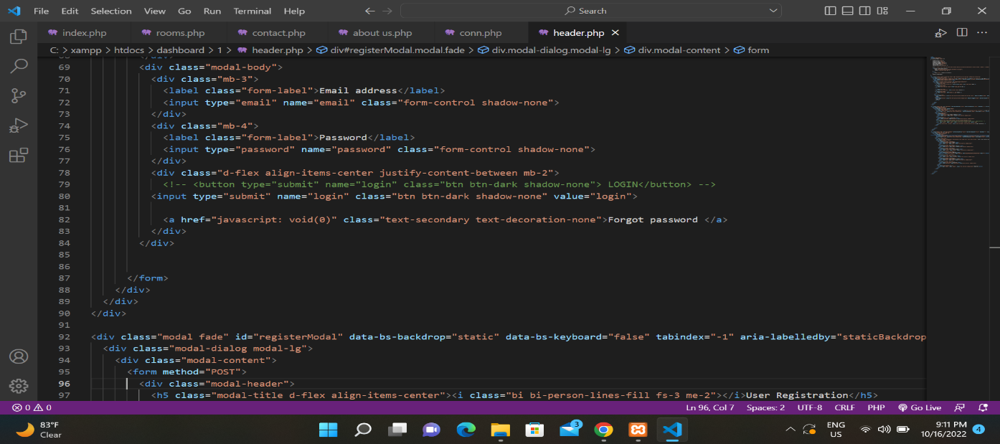 File Edit Selection View Go Run Terminal Help Search
index.php rooms.php contact.php about us.php conn.php header.php
C: > xampp > htdocs > dashboard > 1 > header.php > div#registerModal.modal.fade > div.modal-dialog.modal-lg > div.modal-content > form
69 <div class="modal-body">
70 <div class="mb-3">
71 <label class="form-label">Email address</label>
72 <input type="email" name="email" class="form-control shadow-none">
73 </div>
74 <div class="mb-4">
75 <label class="form-label">Password</label>
76 <input type="password" name="password" class="form-control shadow-none">
77 </div>
78 <div class="d-flex align-items-center justify-content-between mb-2">
79 <!-- <button type="submit" name="login" class="btn btn-dark shadow-none"> LOGIN</button> -->
80 <input type="submit" name="login" class="btn btn-dark shadow-none" value="login">
81
82 <a href="javascript: void(0)" class="text-secondary text-decoration-none">Forgot password </a>
83 </div>
84 </div>
85
86
87 </form>
88 </div>
89 </div>
90 </div>
91
92 <div class="modal fade" id="registerModal" data-bs-backdrop="static" data-bs-keyboard="false" tabindex="-1" aria-labelledby="staticBackdrop
93 <div class="modal-dialog modal-lg">
94 <div class="modal-content">
95 <form method="POST">
96 <div class="modal-header">
97 <h5 class="modal-title d-flex align-items-center"><i class="bi bi-person-lines-fill fs-3 me-2"></i>User Registration</h5>
0 0 Ln 96, Col 7 Spaces: 2 UTF-8 CRLF PHP Go Live
83°F
Clear
3
ENG
US
9:11 PM
10/16/2022
4